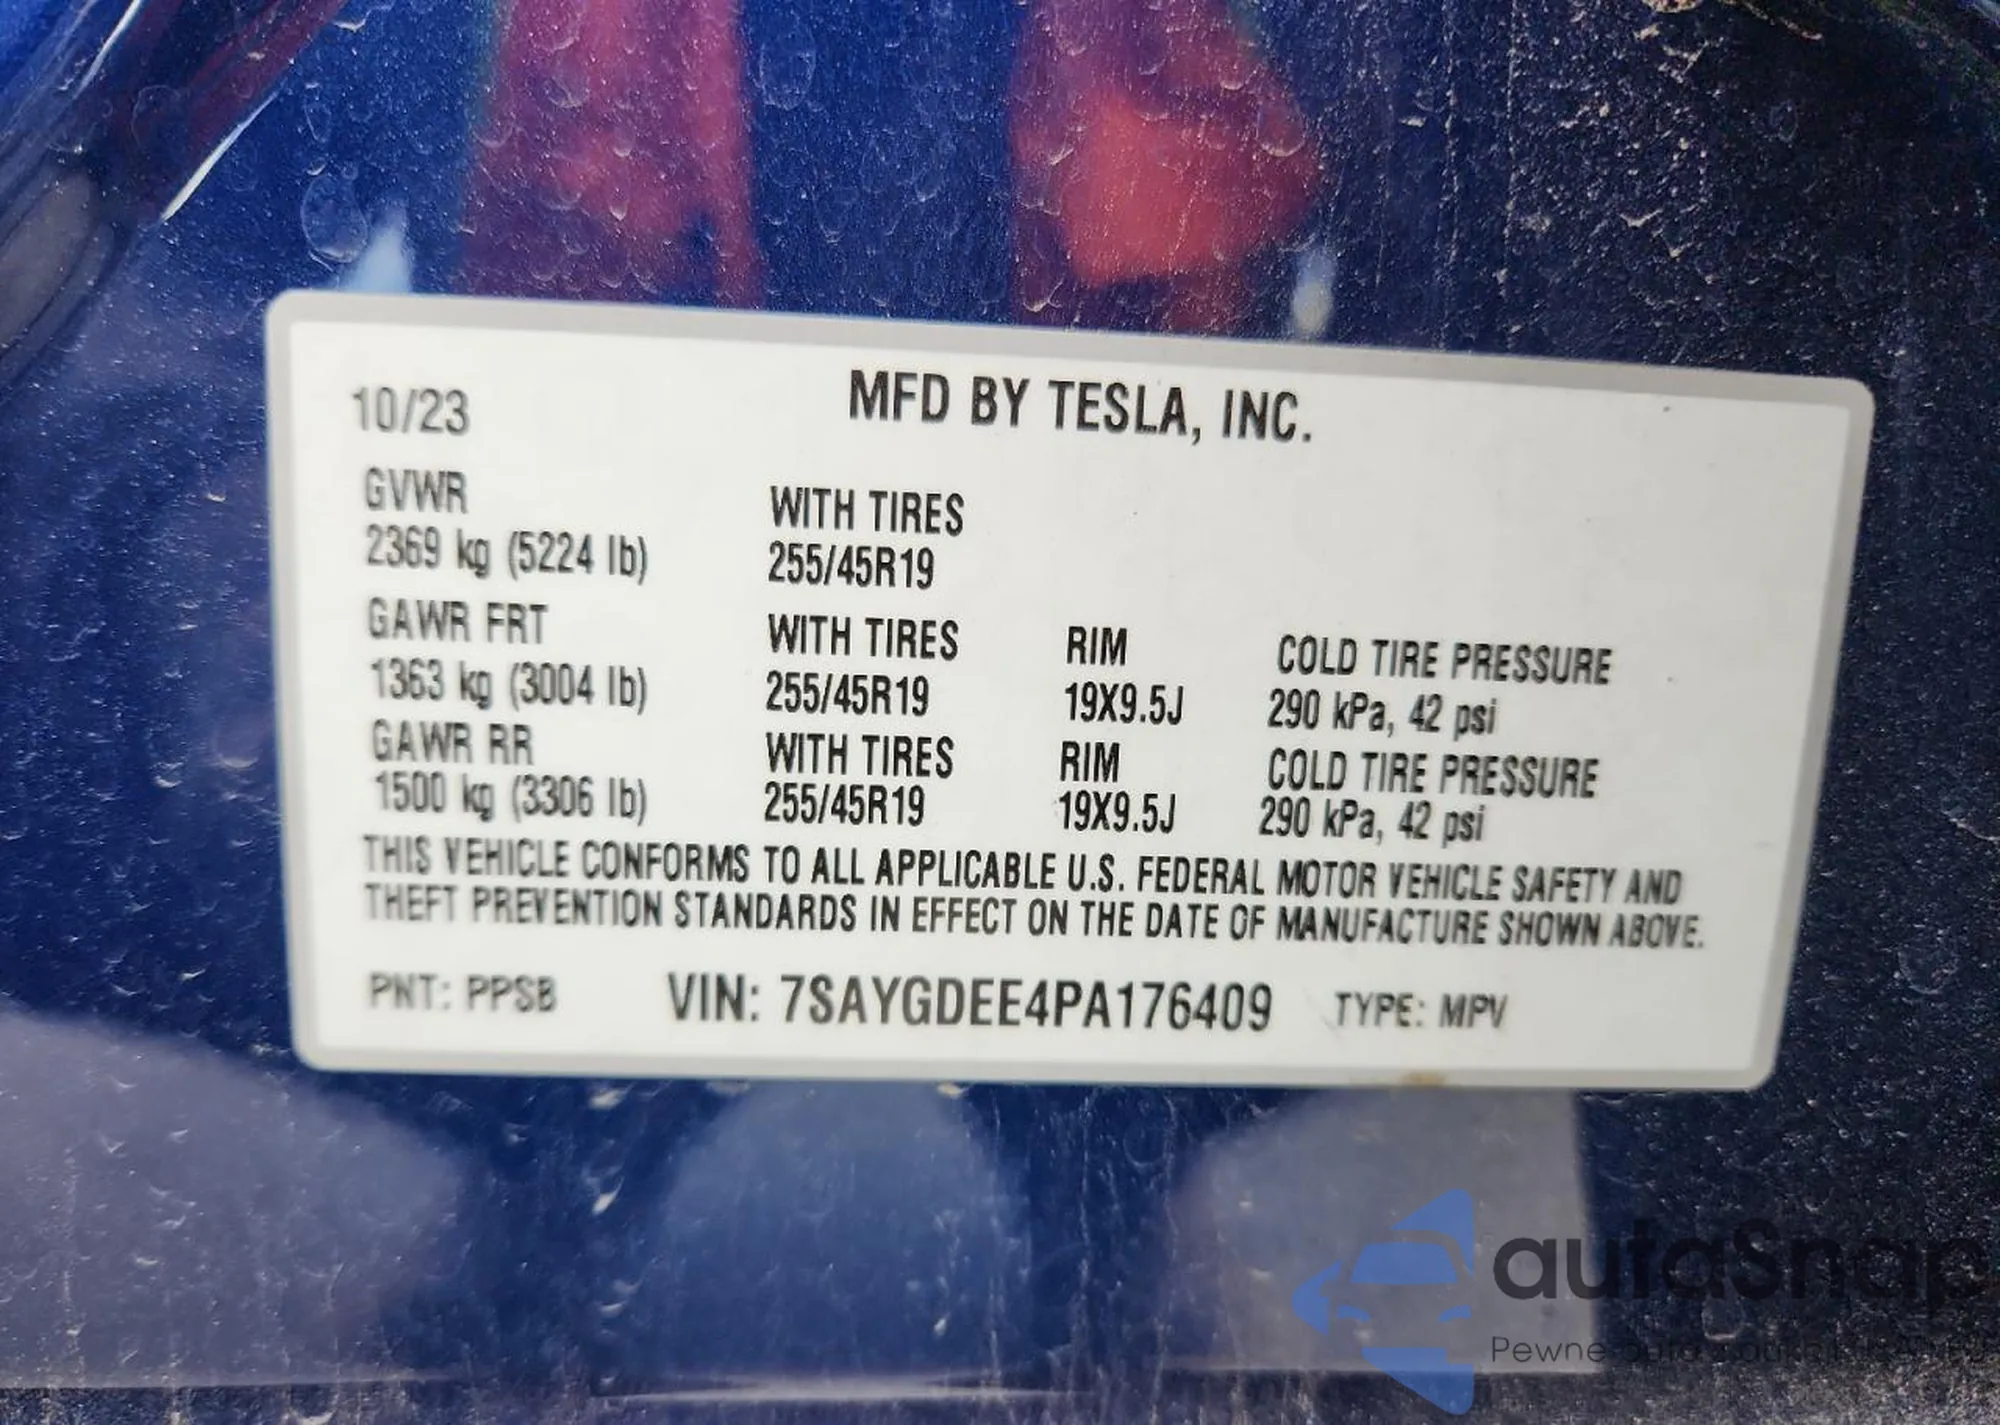 10/23
MFD BY TESLA, INC.
GVWR
WITH TIRES
2369 kg (5224 lb)
255/45R19
GAWR FRT
WITH TIRES
RIM
COLD TIRE PRESSURE
1363 kg (3004 lb)
255/45R19
19X9.5J
290 kPa, 42 psi
GAWR RR
WITH TIRES
RIM
COLD TIRE PRESSURE
1500 kg (3306 lb)
255/45R19
19X9.5J
290 kPa, 42 psi
THIS VEHICLE CONFORMS TO ALL APPLICABLE U.S. FEDERAL MOTOR VEHICLE SAFETY AND
THEFT PREVENTION STANDARDS IN EFFECT ON THE DATE OF MANUFACTURE SHOWN ABOVE.
PNT: PPSB
VIN: 7SAYGDEE4PA176409
TYPE: MPV
autaSnap
Pewne auta